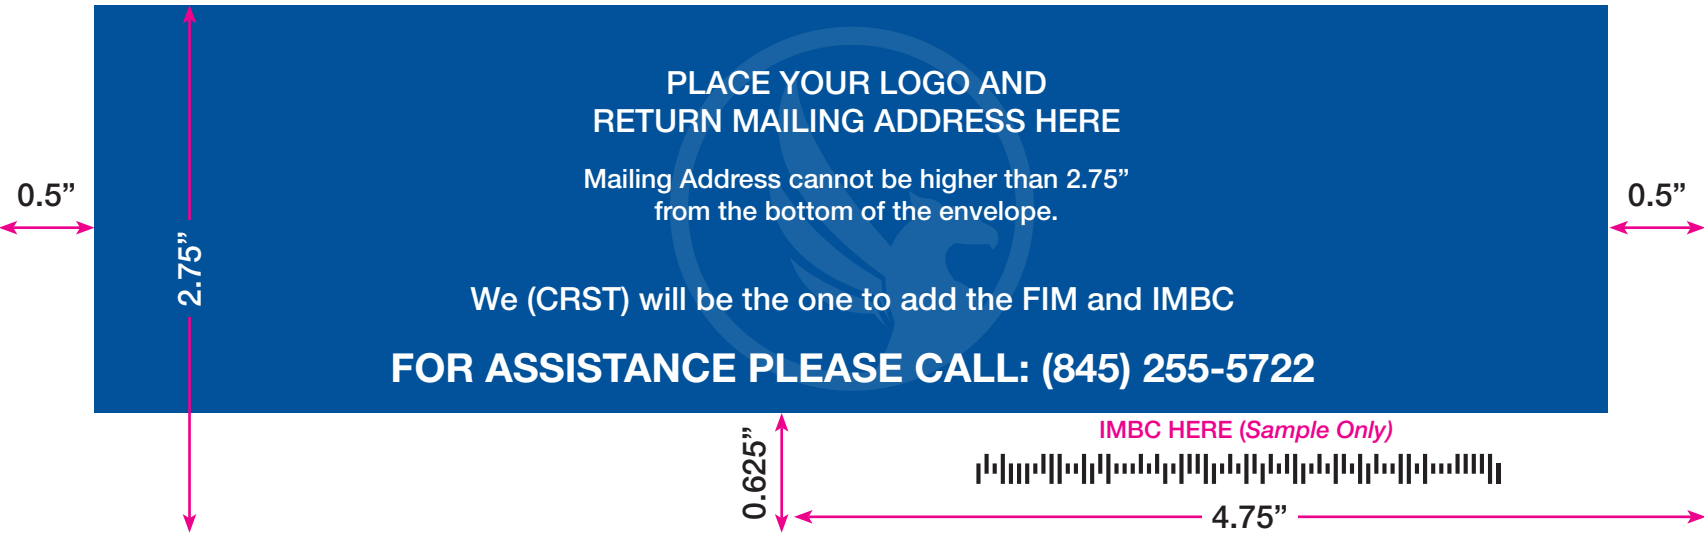 PLACE YOUR LOGO AND
RETURN MAILING ADDRESS HERE
Mailing Address cannot be higher than 2.75”
from the bottom of the envelope.
0.5”
0.5”
2.75”
We (CRST) will be the one to add the FIM and IMBC
FOR ASSISTANCE PLEASE CALL: (845) 255-5722
IMBC HERE (Sample Only)
0.625”
4.75”